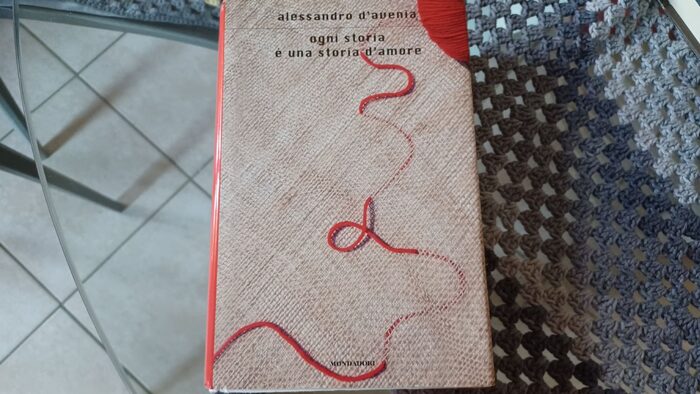 alessandro d'avenia
ogni storia
è una storia d'amore
MONDADORI